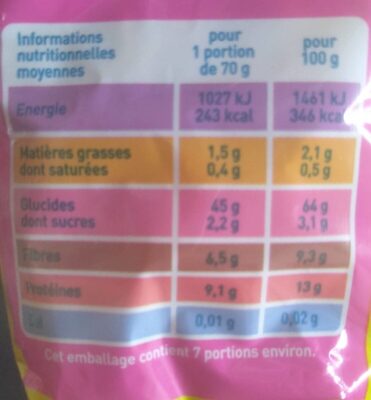 Informations
nutritionnelles
moyennes
pour
1 portion
de 70 g
pour
100 g
Energie
1027 kJ
243 kcal
1461 kJ
346 kcal
Matières grasses
dont saturées
1,5 g
0,4 g
2,1 g
0,5 g
Glucides
dont sucres
45 g
2,2 g
64 g
3,1 g
Fibres
6,5 g
9,3 g
Protéines
9,1 g
13 g
Sel
0,01 g
0,02 g
Cet emballage contient 7 portions environ.